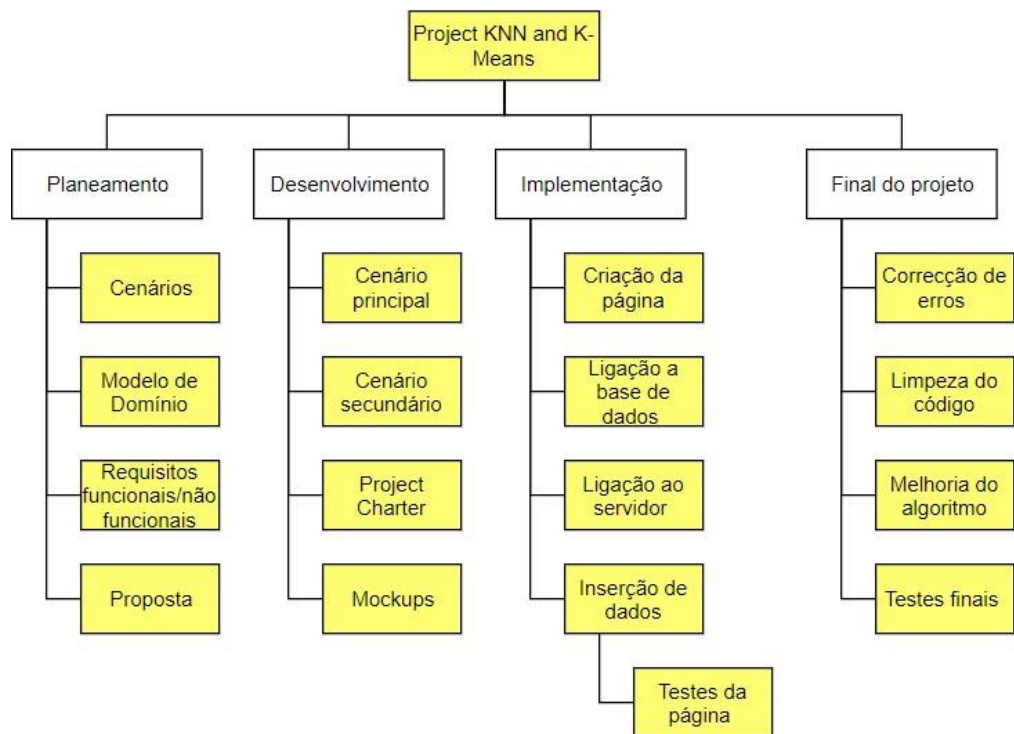 Project KNN and K-
Means
Planeamento
Desenvolvimento
Implementação
Final do projeto
Cenários
Cenário
principal
Criação da
página
Correcção de
erros
Modelo de
Domínio
Cenário
secundário
Ligação a
base de
dados
Limpeza do
código
Requisitos
funcionais/não
funcionais
Project
Charter
Ligação ao
servidor
Melhoria do
algoritmo
Proposta
Mockups
Inserção de
dados
Testes finais
Testes da
página